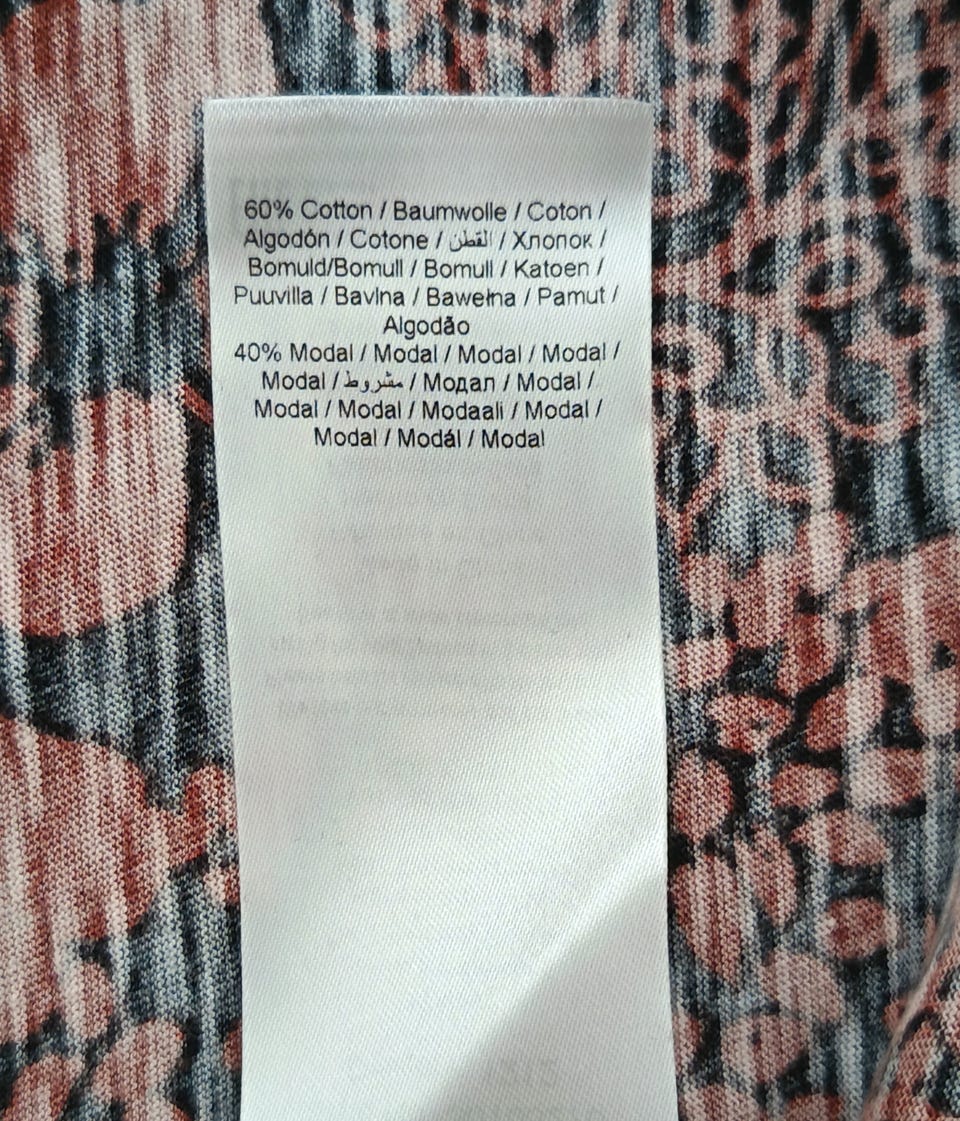 60% Cotton / Baumwolle / Coton /
Algodón / Cotone / القطن / Хлопок /
Bomuld/Bomull / Bomull / Katoen /
Puuvilla / Bavlna / Bawełna / Pamut /
Algodão
40% Modal / Modal / Modal / Modal /
Modal / مشروط / Модал / Modal /
Modal / Modal / Modaali / Modal /
Modal / Modál / Modal